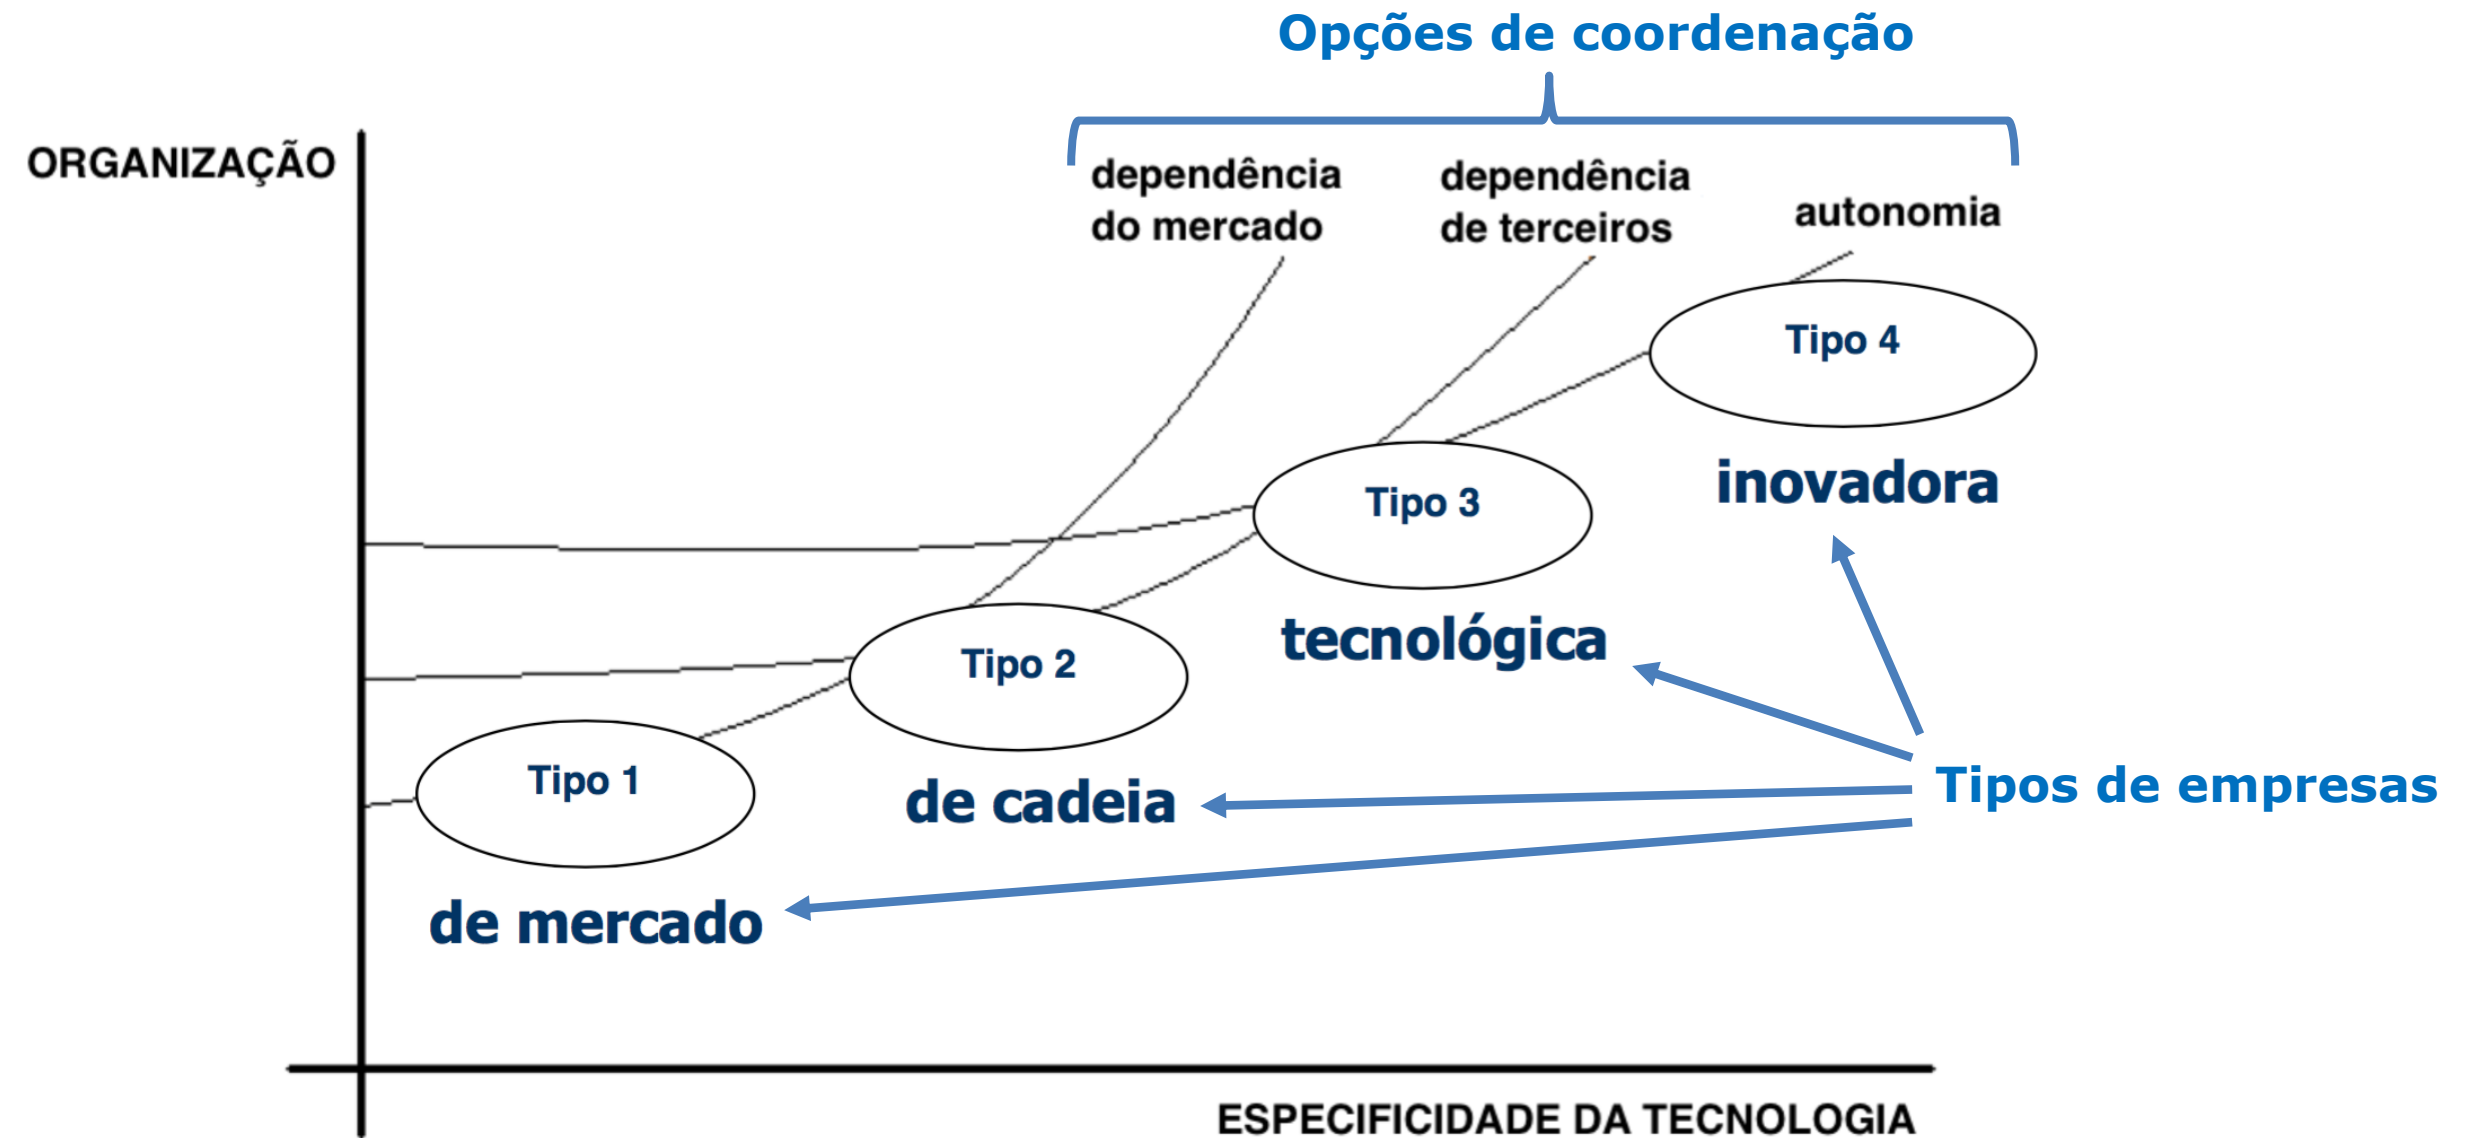 Opções de coordenação
ORGANIZAÇÃO
dependência
do mercado
dependência
de terceiros
autonomia
Tipo 4
inovadora
Tipo 3
tecnológica
Tipo 2
de cadeia
Tipo 1
de mercado
Tipos de empresas
ESPECIFICIDADE DA TECNOLOGIA